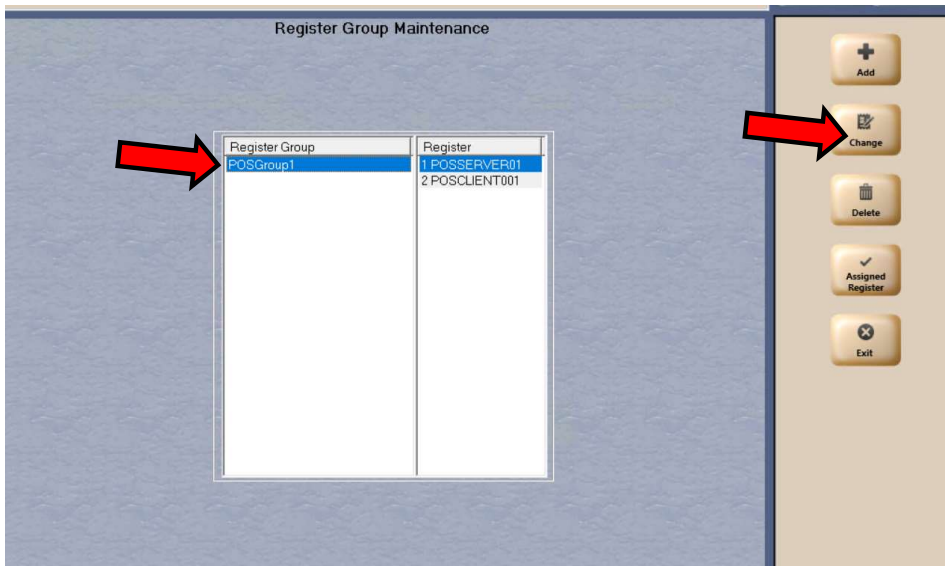 Register Group Maintenance
Register Group
Register
POSGroup1
1 POSSERVER01
2 POSCLIENT001
Add
Change
Delete
Assigned
Register
Exit